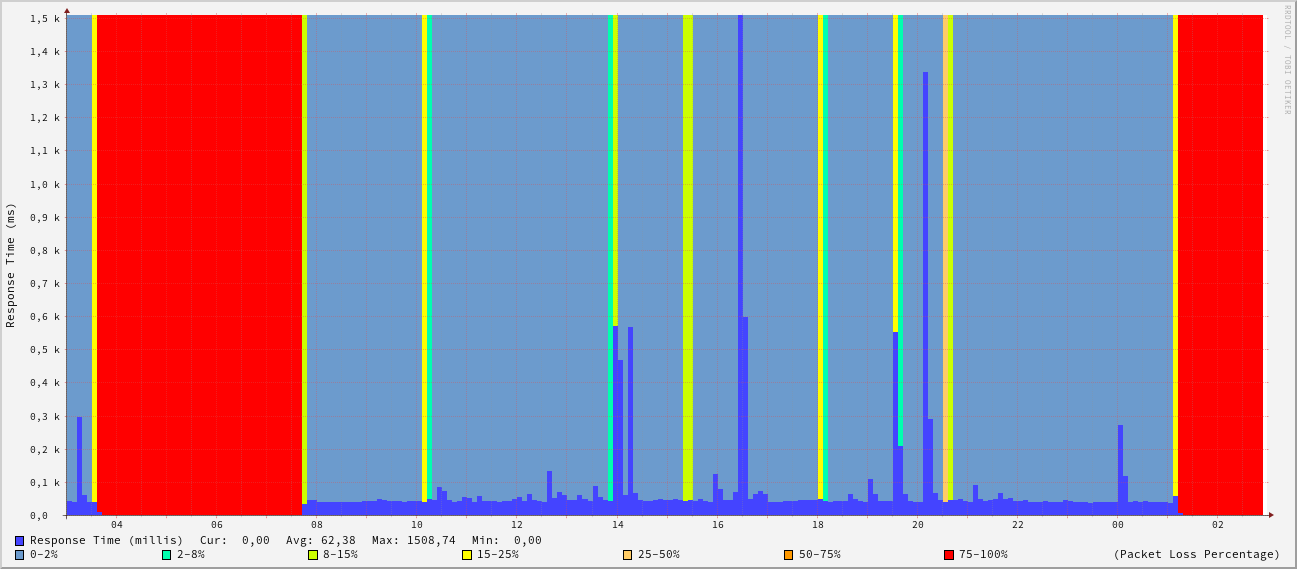 1,5 k
1,4 k
1,3 k
1,2 k
1,1 k
1,0 k
0,9 k
0,8 k
0,7 k
0,6 k
0,5 k
0,4 k
0,3 k
0,2 k
0,1 k
0,0
Response Time (ms)
RRDTOOL / TOBI OETIKER
04 06 08 10 12 14 16 18 20 22 00 02
Response Time (millis) Cur: 0,00 Avg: 62,38 Max: 1508,74 Min: 0,00
0-2% 2-8% 8-15% 15-25% 25-50% 50-75% 75-100% (Packet Loss Percentage)